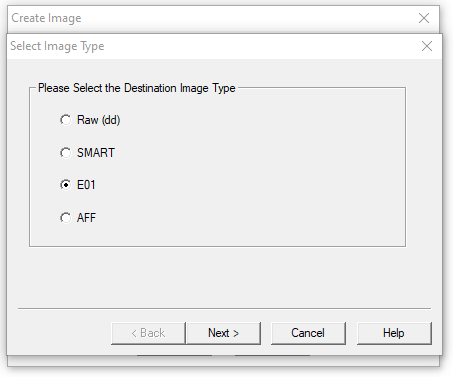 Create Image
Select Image Type
Please Select the Destination Image Type
Raw (dd)
SMART
E01
AFF
< Back Next > Cancel Help